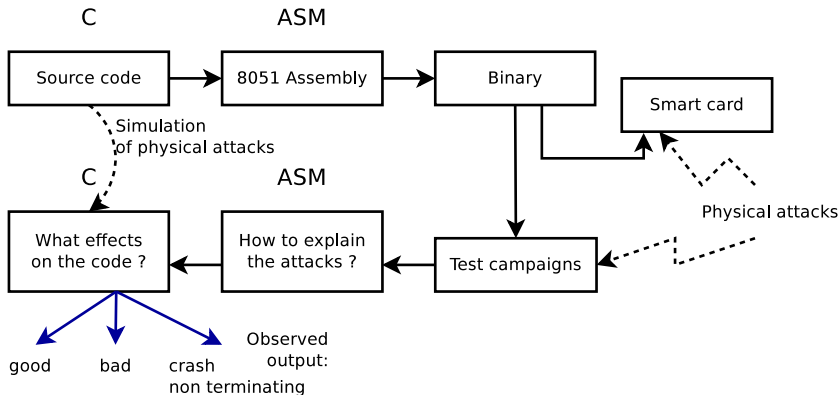 C
ASM
Source code
8051 Assembly
Binary
Smart card
Simulation
of physical attacks
C
ASM
Physical attacks
What effects
on the code ?
How to explain
the attacks ?
Test campaigns
Observed
output:
good
bad
crash
non terminating